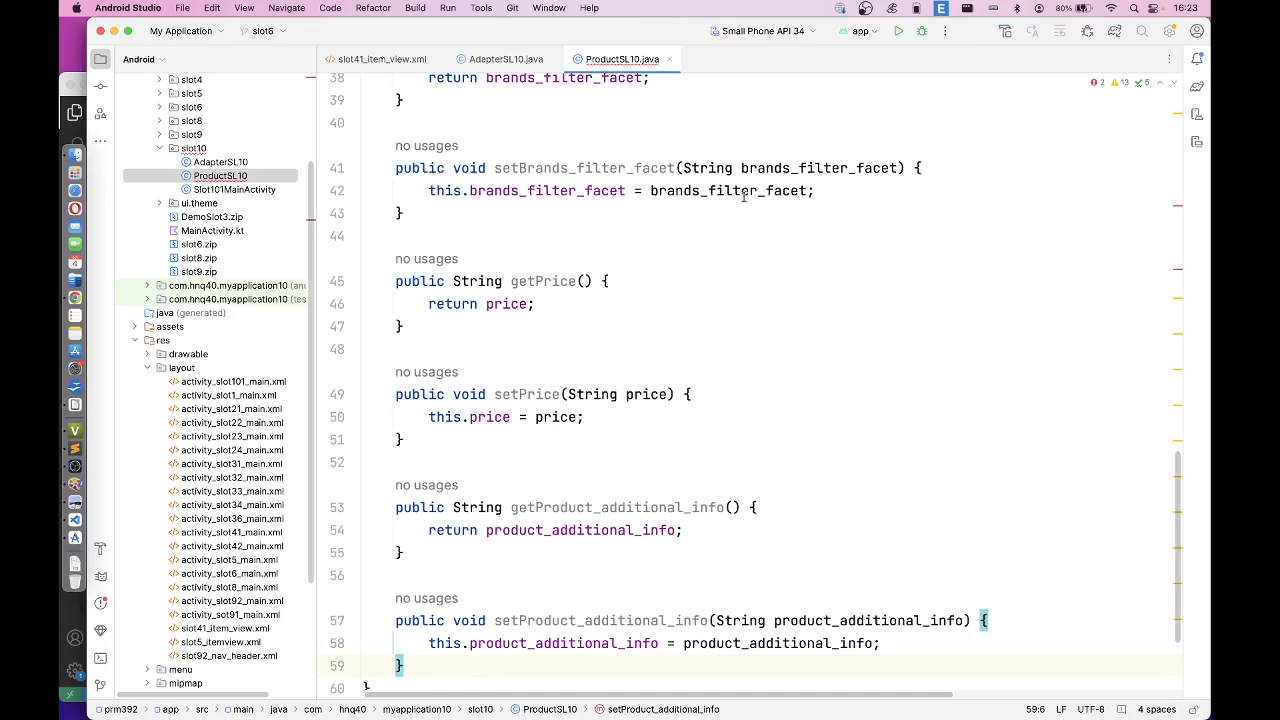 Android Studio File Edit View Navigate Code Refactor Build Run Tools Git Window Help E 80% 16:23
My Application slot6 Small Phone API 34 app
Android
slot41_item_view.xml AdapterSL10.java ProductSL10.java
2 13 5
slot4
slot5
slot6
slot7
slot8
slot9
slot10
AdapterSL10
ProductSL10
Slot101MainActivity
ui.theme
DemoSlot3.zip
MainActivity.kt
slot6.zip
slot8.zip
slot9.zip
com.hnq40.myapplication10 (and
com.hnq40.myapplication10 (tes
java (generated)
assets
res
drawable
layout
activity_slot101_main.xml
activity_slot1_main.xml
activity_slot21_main.xml
activity_slot22_main.xml
activity_slot23_main.xml
activity_slot24_main.xml
activity_slot31_main.xml
activity_slot32_main.xml
activity_slot33_main.xml
activity_slot34_main.xml
activity_slot36_main.xml
activity_slot41_main.xml
activity_slot42_main.xml
activity_slot5_main.xml
activity_slot6_main.xml
activity_slot8_main.xml
activity_slot92_main.xml
activity_sot91_main.xml
slot41_item_view.xml
slot5_itemview.xml
slot92_nav_header.xml
menu
mipmap
38 return brands_filter_facet;
39 }
40
no usages
41 public void setBrands_filter_facet(String brands_filter_facet) {
42 this.brands_filter_facet = brands_filter_facet;
43 }
44
no usages
45 public String getPrice() {
46 return price;
47 }
48
no usages
49 public void setPrice(String price) {
50 this.price = price;
51 }
52
no usages
53 public String getProduct_additional_info() {
54 return product_additional_info;
55 }
56
no usages
57 public void setProduct_additional_info(String product_additional_info) {
58 this.product_additional_info = product_additional_info;
59 }
60 }
prm392 app src main java com hnq40 myapplication10 slot10 ProductSL10 setProduct_additional_info 59:6 LF UTF-8 4 spaces